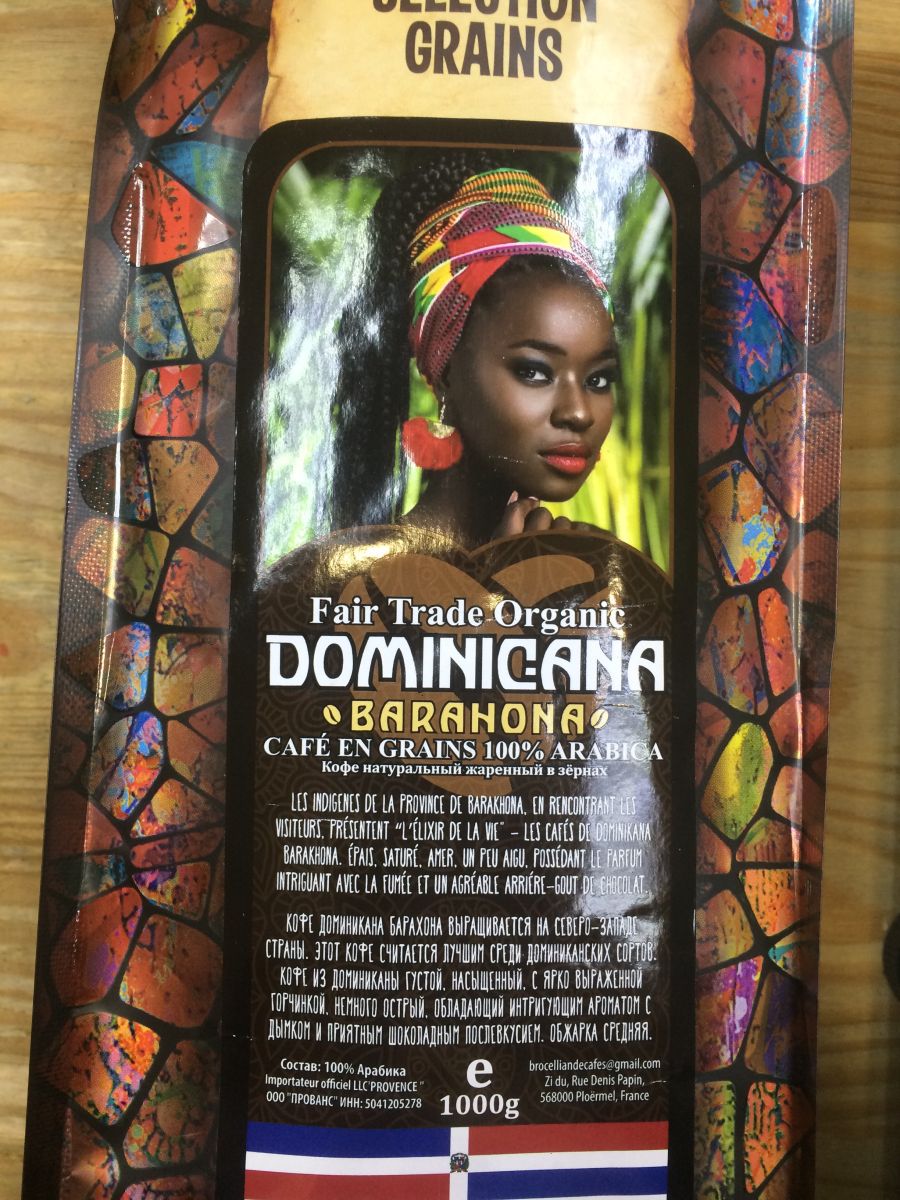 SELECTION
GRAINS
Fair Trade Organic
DOMINICANA
BARAHONA
CAFÉ EN GRAINS 100% ARABICA
Кофе натуральный жаренный в зёрнах
LES INDIGENES DE LA PROVINCE DE BARAKHONA, EN RENCONTRANT LES
VISITEURS, PRÉSENTENT “L'ÉLIXIR DE LA VIE” – LES CAFÉS DE DOMINIKANA
BARAKHONA. ÉPAIS, SATURÉ, AMER, UN PEU AIGU, POSSÉDANT LE PARFUM
INTRIGUANT AVEC LA FUMÉE ET UN AGRÉABLE ARRIÉRE-GOUT DE CHOCOLAT.
КОФЕ ДОМИНИКАНА БАРАХОНА ВЫРАЩИВАЕТСЯ НА СЕВЕРО-ЗАПАДЕ
СТРАНЫ. ЭТОТ КОФЕ СЧИТАЕТСЯ ЛУЧШИМ СРЕДИ ДОМИНИКАНСКИХ СОРТОВ.
КОФЕ ИЗ ДОМИНИКАНЫ ГУСТОЙ, НАСЫЩЕННЫЙ, С ЯРКО ВЫРАЖЕННОЙ
ГОРЧИНКОЙ, НЕМНОГО ОСТРЫЙ, ОБЛАДАЮЩИЙ ИНТРИГУЮЩИМ АРОМАТОМ С
ДЫМКОМ И ПРИЯТНЫМ ШОКОЛАДНЫМ ПОСЛЕВКУСИЕМ. ОБЖАРКА СРЕДНЯЯ.
Состав: 100% Арабика
Importateur officiel LLC"PROVENCE "
ООО "ПРОВАНС" ИНН: 5041205278
e
1000g
brocelliandecafes@gmail.com
Zi du, Rue Denis Papin,
568000 Ploërmel, France